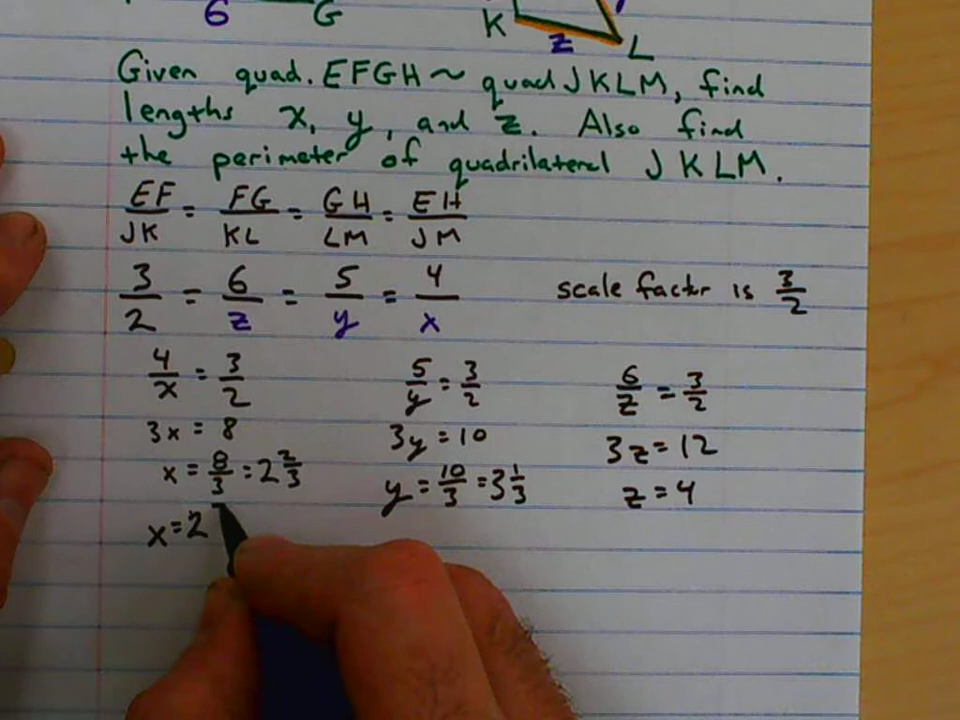 6 G K z L
Given quad. EFGH ~ quad JKLM, find
lengths x, y, and z. Also find
the perimeter of quadrilateral JKLM.
EF/JK = FG/KL = GH/LM = EH/JM
3/2 = 6/z = 5/y = 4/x scale factor is 3/2
4/x = 3/2 5/y = 3/2 6/z = 3/2
3x = 8 3y = 10 3z = 12
x = 8/3 = 2 2/3 y = 10/3 = 3 1/3 z = 4
x = 2